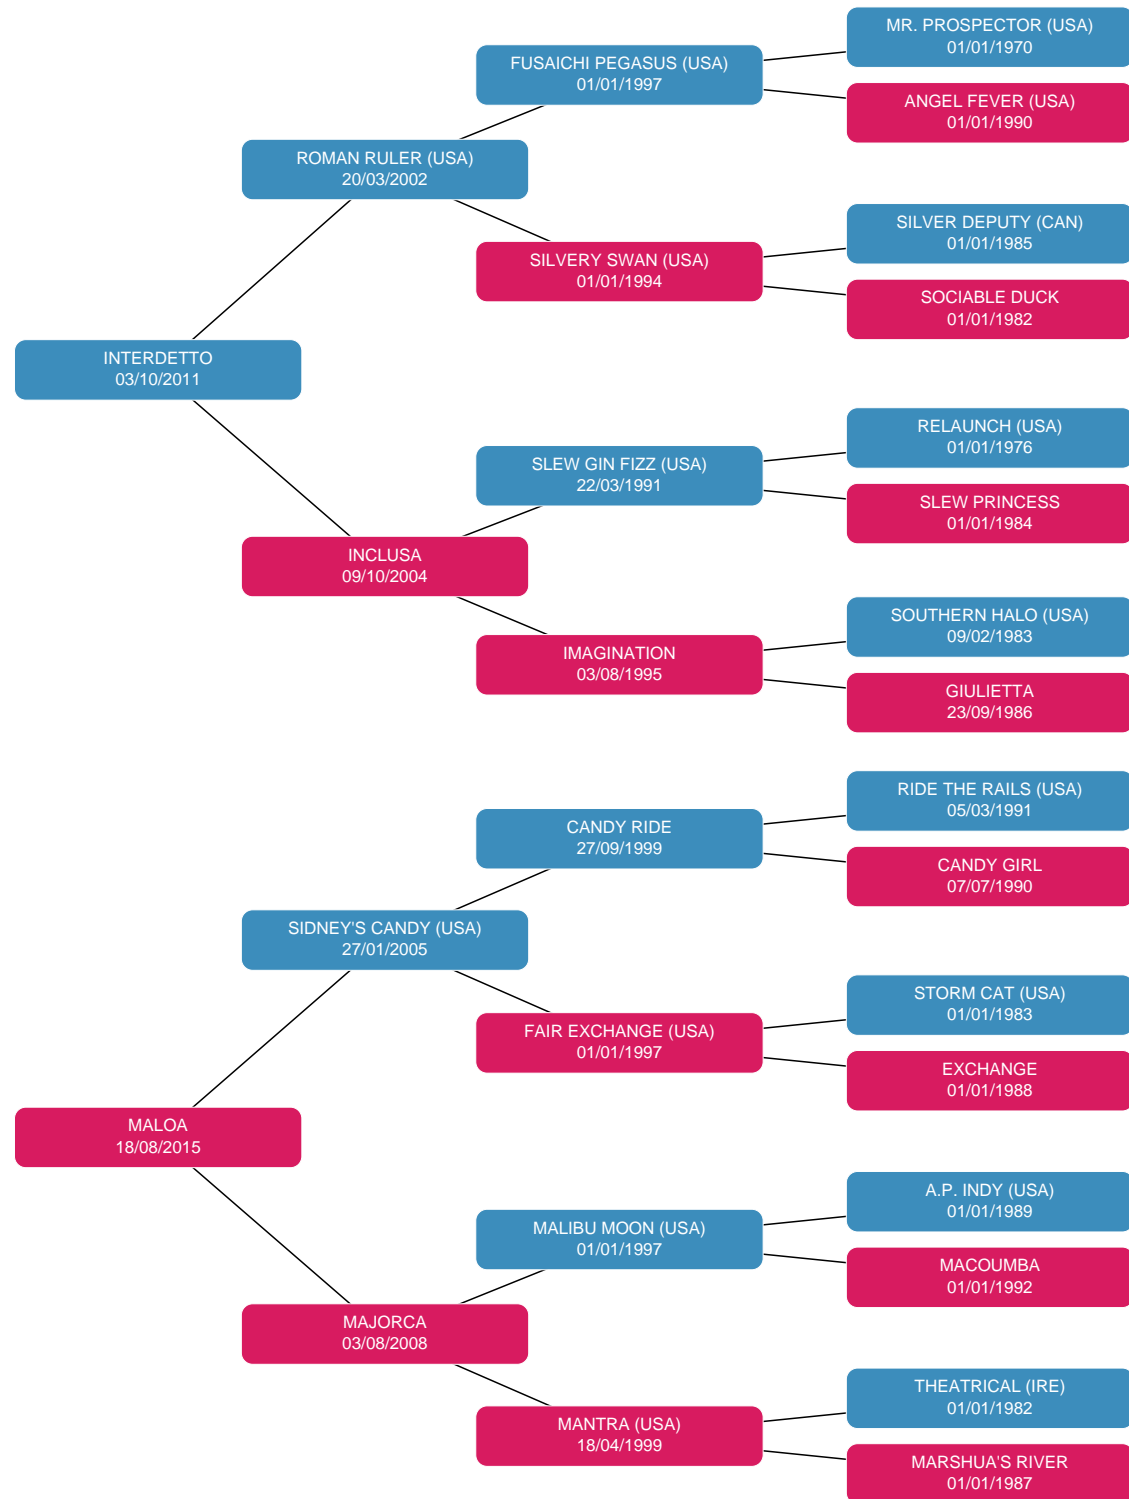 MR. PROSPECTOR (USA)
01/01/1970
FUSAICHI PEGASUS (USA)
01/01/1997
ANGEL FEVER (USA)
01/01/1990
ROMAN RULER (USA)
20/03/2002
SILVER DEPUTY (CAN)
01/01/1985
SILVERY SWAN (USA)
01/01/1994
SOCIABLE DUCK
01/01/1982
INTERDETTO
03/10/2011
RELAUNCH (USA)
01/01/1976
SLEW GIN FIZZ (USA)
22/03/1991
SLEW PRINCESS
01/01/1984
INCLUSA
09/10/2004
SOUTHERN HALO (USA)
09/02/1983
IMAGINATION
03/08/1995
GIULIETTA
23/09/1986
RIDE THE RAILS (USA)
05/03/1991
CANDY RIDE
27/09/1999
CANDY GIRL
07/07/1990
SIDNEY'S CANDY (USA)
27/01/2005
STORM CAT (USA)
01/01/1983
FAIR EXCHANGE (USA)
01/01/1997
EXCHANGE
01/01/1988
MALOA
18/08/2015
A.P. INDY (USA)
01/01/1989
MALIBU MOON (USA)
01/01/1997
MACOUMBA
01/01/1992
MAJORCA
03/08/2008
THEATRICAL (IRE)
01/01/1982
MANTRA (USA)
18/04/1999
MARSHUA'S RIVER
01/01/1987